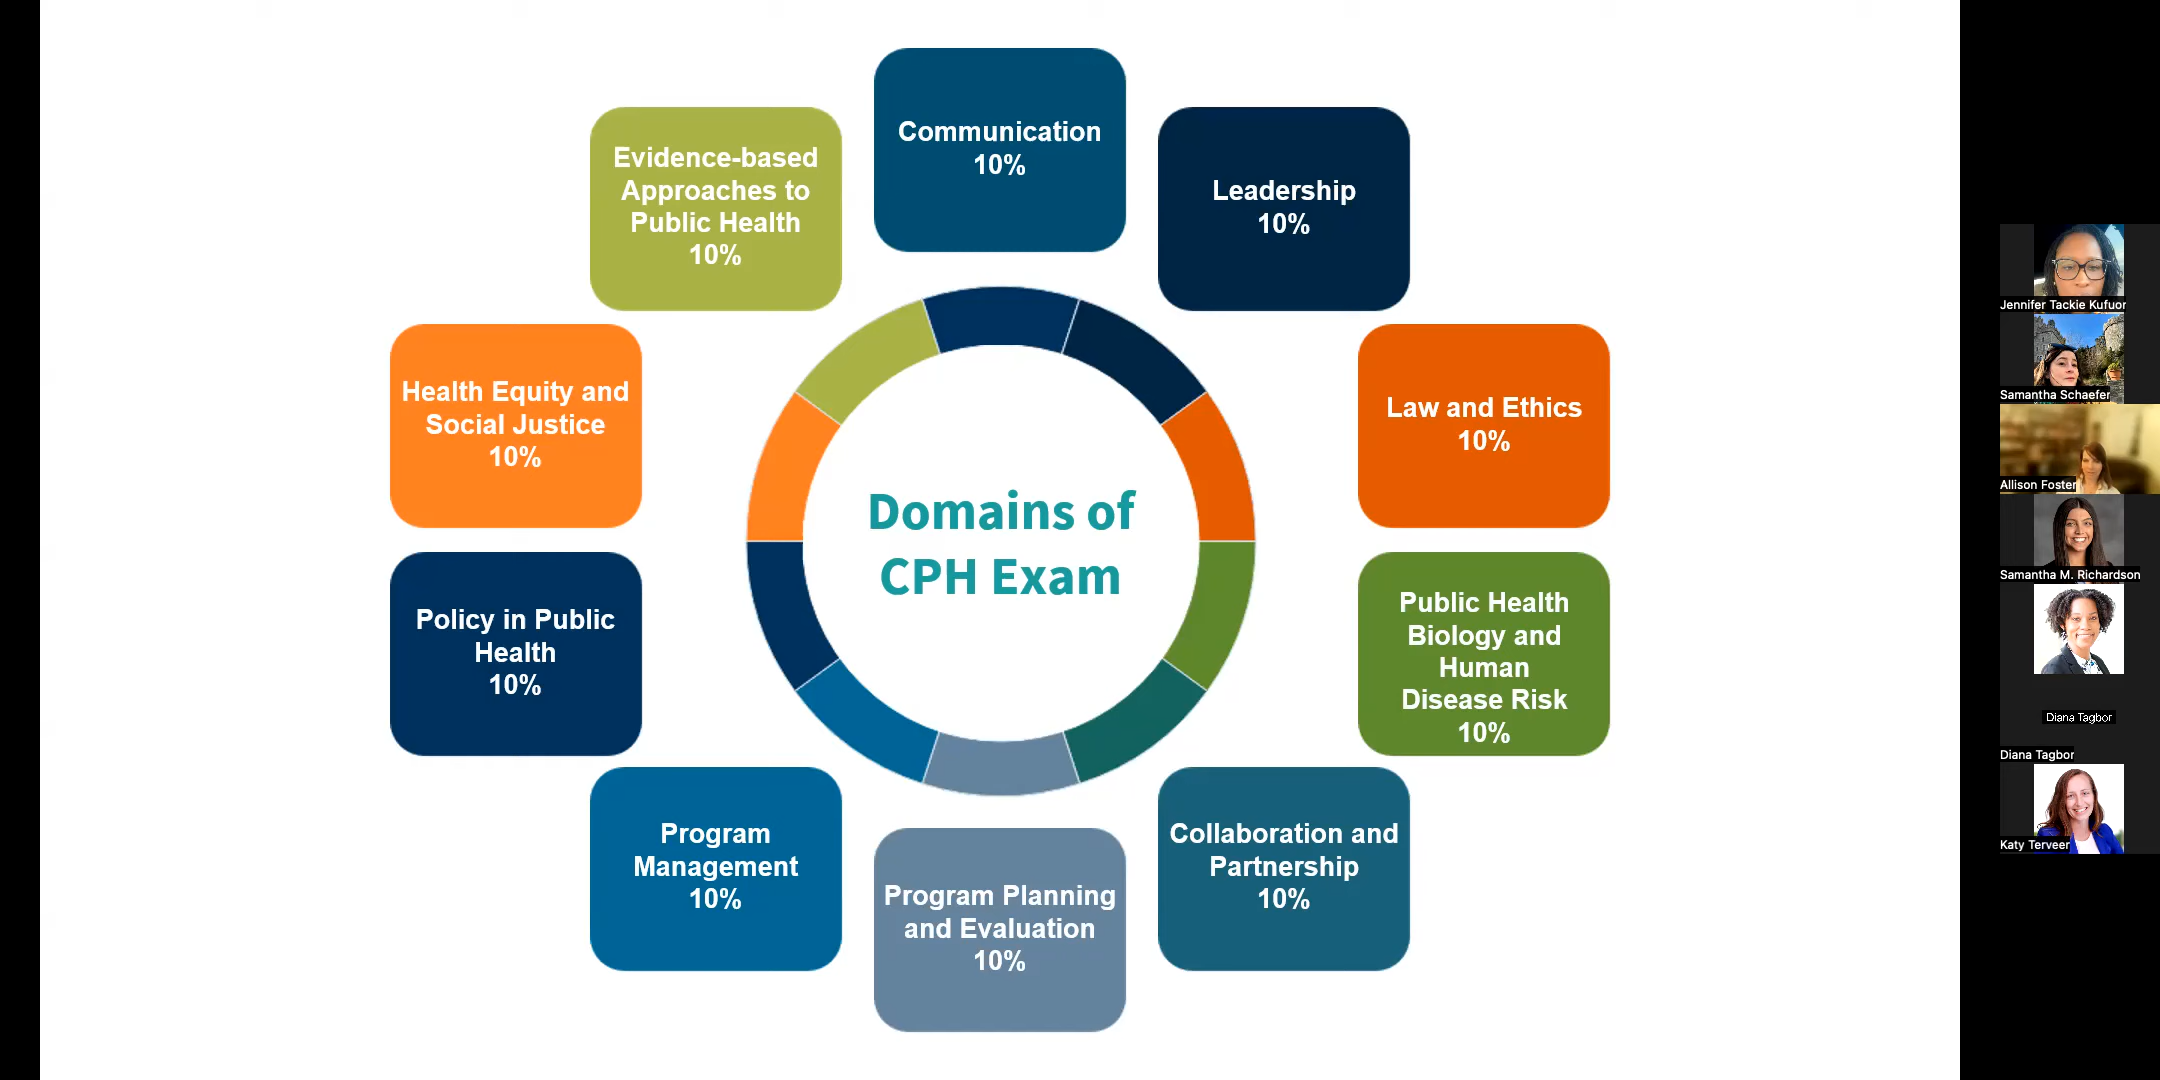 Communication
10%
Leadership
10%
Law and Ethics
10%
Public Health
Biology and
Human
Disease Risk
10%
Collaboration and
Partnership
10%
Program Planning
and Evaluation
10%
Program
Management
10%
Policy in Public
Health
10%
Health Equity and
Social Justice
10%
Evidence-based
Approaches to
Public Health
10%
Domains of
CPH Exam
Jennifer Tackie Kufuor
Samantha Schaefer
Allison Foster
Samantha M. Richardson
Diana Tagbor
Diana Tagbor
Katy Terveer